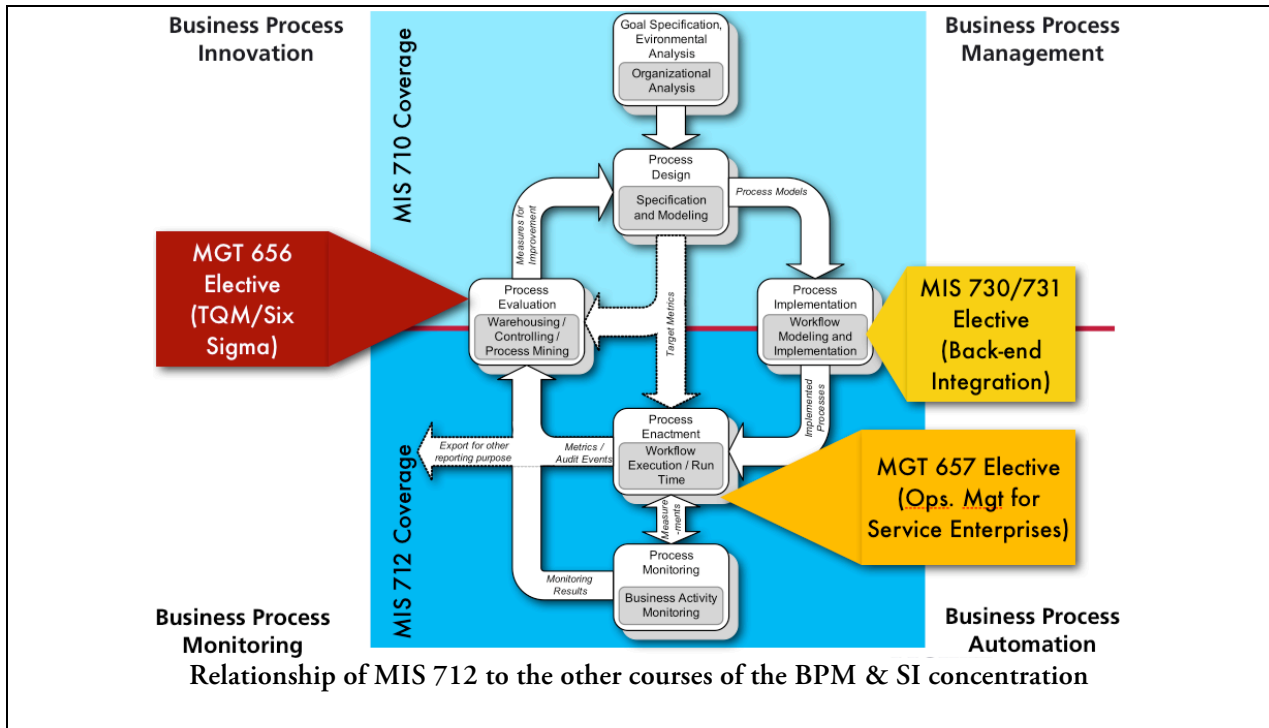 Business Process
Innovation
MIS 710 Coverage
Goal Specification,
Evironmental
Analysis
Organizational
Analysis
Business Process
Management
Process
Design
Specification
and Modeling
Process Models
Measures for
Improvement
MGT 656
Elective
(TQM/Six
Sigma)
Process
Evaluation
Warehousing /
Controlling /
Process Mining
Target Metrics
Process
Implementation
Workflow
Modeling and
Implementation
MIS 730/731
Elective
(Back-end
Integration)
Implemented
Processes
MIS 712 Coverage
Export for other
reporting purpose
Metrics /
Audit Events
Process
Enactment
Workflow
Execution / Run
Time
MGT 657 Elective
(Ops. Mgt for
Service Enterprises)
Measure
-ments
Process
Monitoring
Business Activity
Monitoring
Monitoring
Results
Business Process
Monitoring
Business Process
Automation
Relationship of MIS 712 to the other courses of the BPM & SI concentration